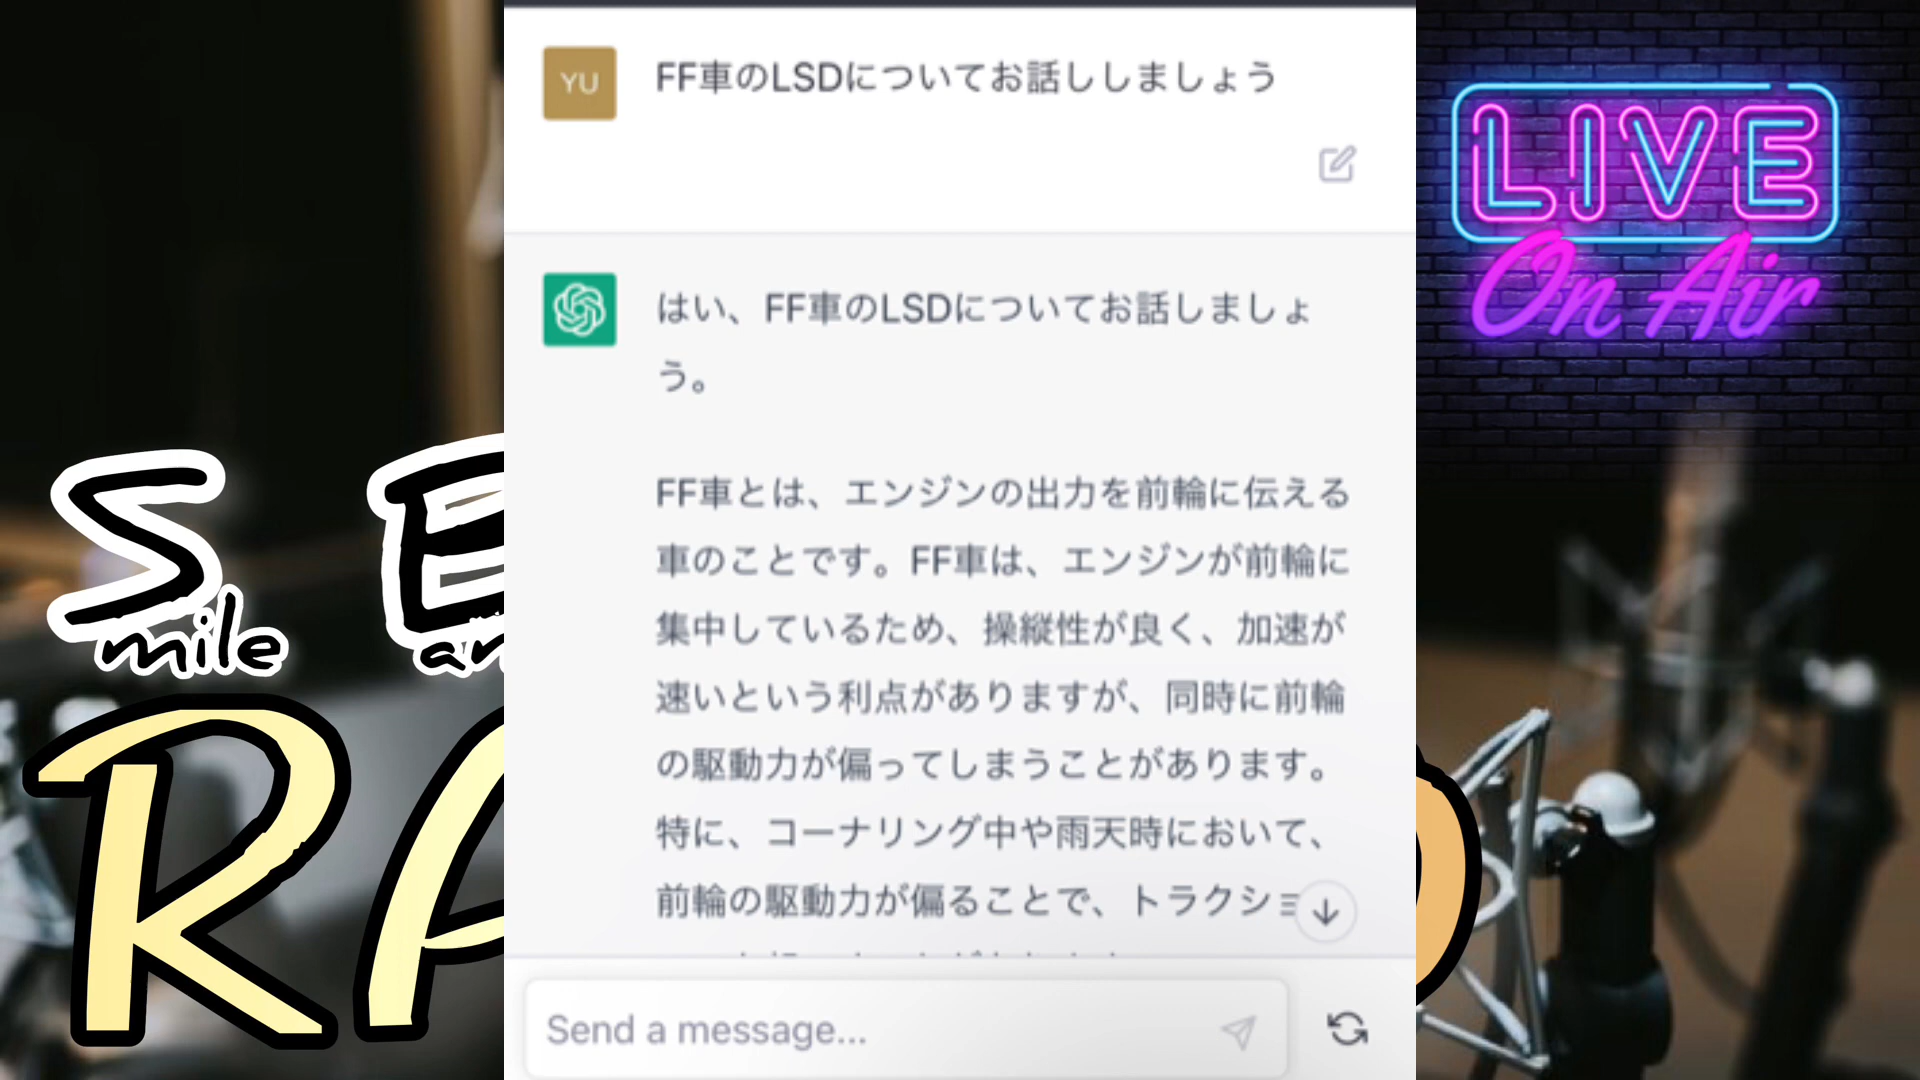 YU
FF車のLSDについてお話ししましょう
はい、FF車のLSDについてお話しましょ
う。
FF車とは、エンジンの出力を前輪に伝える
車のことです。FF車は、エンジンが前輪に
集中しているため、操縦性が良く、加速が
速いという利点がありますが、同時に前輪
の駆動力が偏ってしまうことがあります。
特に、コーナリング中や雨天時において、
前輪の駆動力が偏ることで、トラクショ
Send a message...
LIVE
On Air
Smile
RA